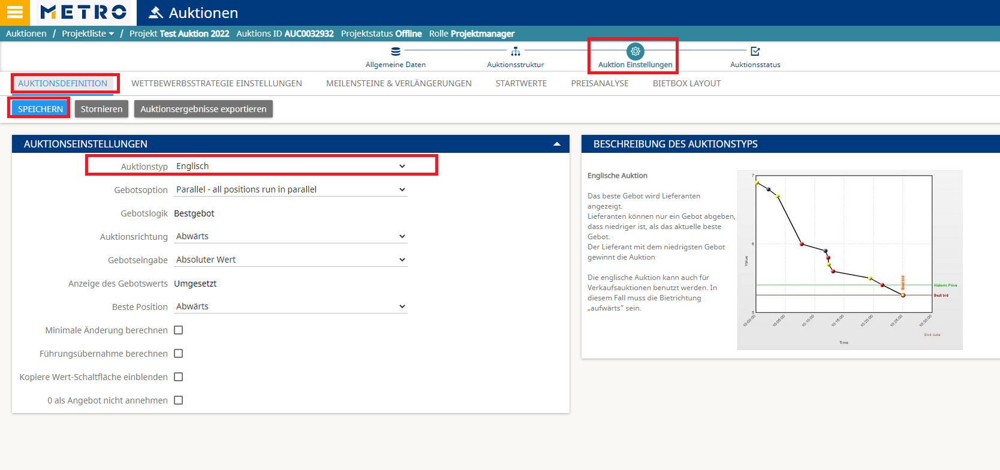 METRO
Auktionen
Auktionen / Projektliste / Projekt Test Auktion 2022 Auktions ID AUC0032932 Projektstatus Offline Rolle Projektmanager
Allgemeine Daten
Auktionsstruktur
Auktion Einstellungen
Auktionsstatus
AUKTIONSDEFINITION
WETTBEWERBSSTRATEGIE EINSTELLUNGEN
MEILENSTEINE & VERLÄNGERUNGEN
STARTWERTE
PREISANALYSE
BIETBOX LAYOUT
SPEICHERN
Stornieren
Auktionsergebnisse exportieren
AUKTIONSEINSTELLUNGEN
Auktionstyp Englisch
Gebotsoption Parallel - all positions run in parallel
Gebotslogik Bestgebot
Auktionsrichtung Abwärts
Gebotseingabe Absoluter Wert
Anzeige des Gebotswerts Umgesetzt
Beste Position Abwärts
Minimale Änderung berechnen
Führungsübernahme berechnen
Kopiere Wert-Schaltfläche einblenden
0 als Angebot nicht annehmen
BESCHREIBUNG DES AUKTIONSTYPS
Englische Auktion
Das beste Gebot wird Lieferanten
angezeigt.
Lieferanten können nur ein Gebot abgeben,
dass niedriger ist, als das aktuelle beste
Gebot.
Der Lieferant mit dem niedrigsten Gebot
gewinnt die Auktion
Die englische Auktion kann auch für
Verkaufsauktionen benutzt werden. In
diesem Fall muss die Bietrichtung
„aufwärts” sein.
7
6
5
Value
Best bid
Historic Price
Best bid
10:00:00
10:05:00
10:10:00
10:15:00
10:20:00
10:25:00
10:30:00
End date
Time